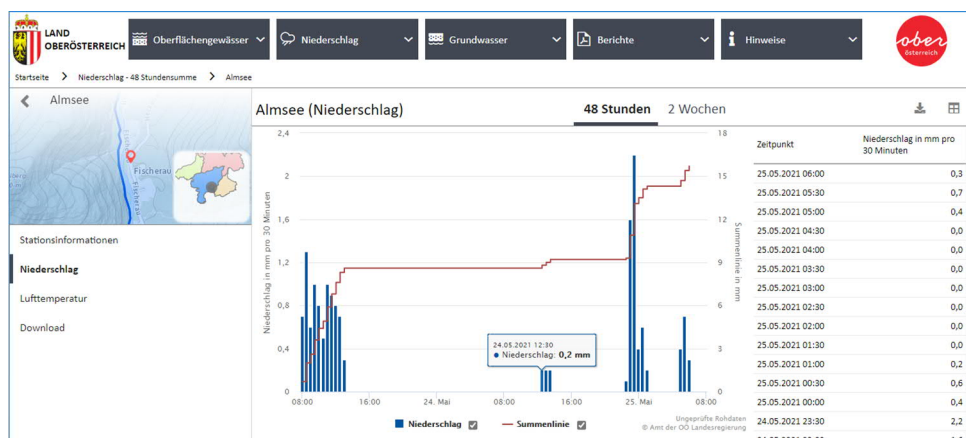 LAND
OBERÖSTERREICH
Oberflächengewässer
Niederschlag
Grundwasser
Berichte
Hinweise
ober
österreich
Startseite > Niederschlag - 48 Stundensumme > Almsee
Almsee
Fischerau
Almsee (Niederschlag)
48 Stunden
2 Wochen
Stationsinformationen
Niederschlag
Lufttemperatur
Download
Niederschlag in mm pro 30 Minuten
2,4
2
1,6
1,2
0,8
0,4
0
18
15
12
9
6
3
0
Summenlinie in mm
24.05.2021 12:30
Niederschlag: 0,2 mm
08:00 16:00 24. Mai 08:00 16:00 25. Mai 08:00
Niederschlag
Summenlinie
Ungeprüfte Rohdaten
© Amt der OÖ Landesregierung
Zeitpunkt Niederschlag in mm pro
30 Minuten
25.05.2021 06:00 0,3
25.05.2021 05:30 0,7
25.05.2021 05:00 0,4
25.05.2021 04:30 0,0
25.05.2021 04:00 0,0
25.05.2021 03:30 0,0
25.05.2021 03:00 0,0
25.05.2021 02:30 0,0
25.05.2021 02:00 0,0
25.05.2021 01:30 0,0
25.05.2021 01:00 0,2
25.05.2021 00:30 0,6
25.05.2021 00:00 0,4
24.05.2021 23:30 2,2